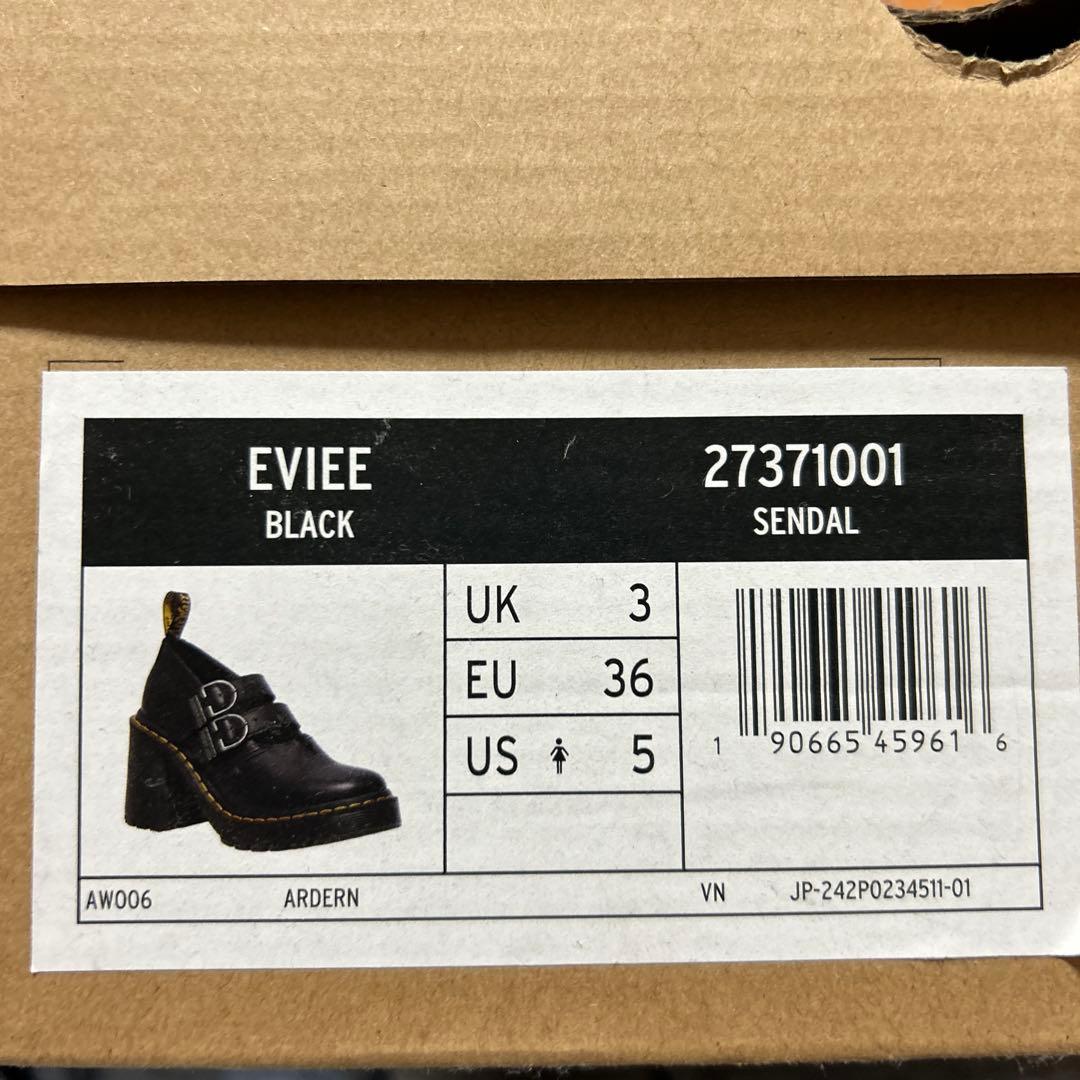 EVIEE
BLACK
27371001
SENDAL
UK 3
EU 36
US 5
1 90665 45961 6
AW006 ARDERN VN JP-242P0234511-01